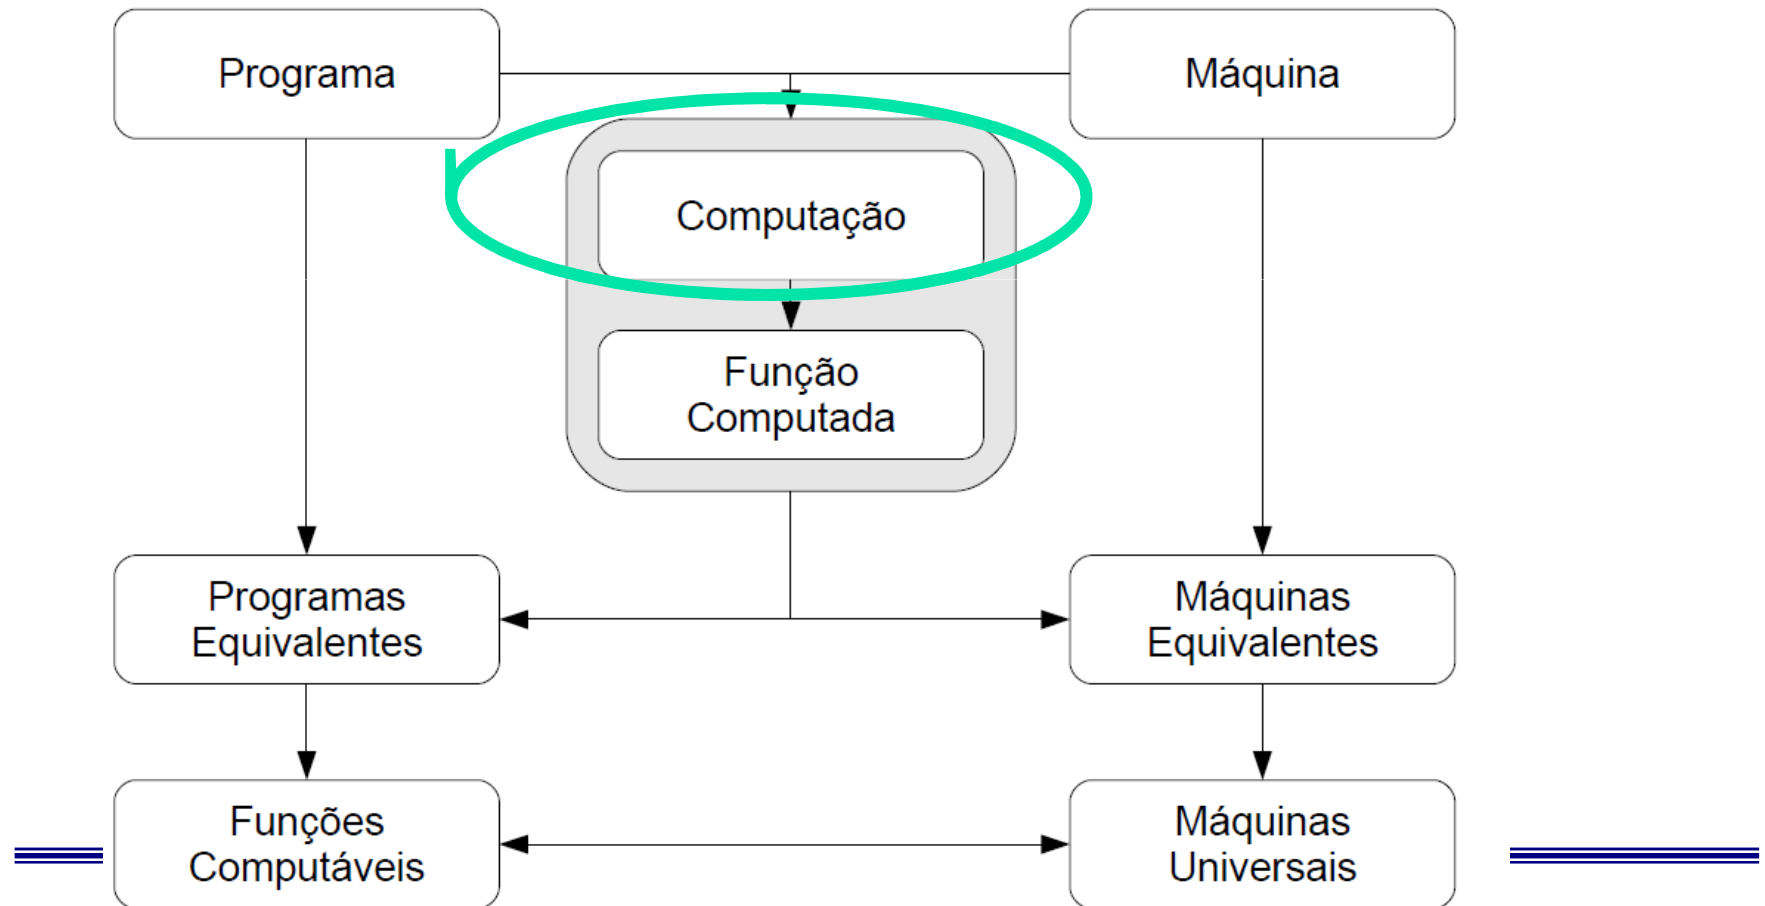 Programa
Máquina
Computação
Função
Computada
Programas
Equivalentes
Máquinas
Equivalentes
Funções
Computáveis
Máquinas
Universais